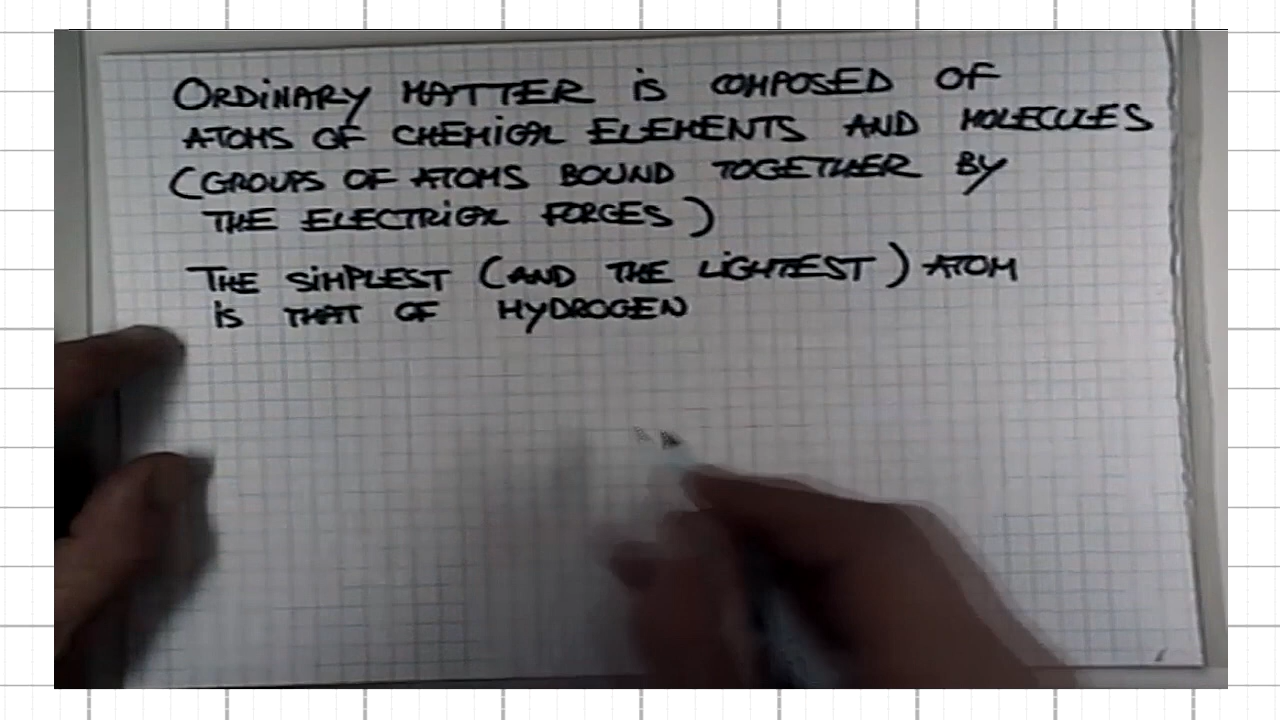 ORDINARY MATTER IS COMPOSED OF
ATOMS OF CHEMICAL ELEMENTS AND MOLECULES
(GROUPS OF ATOMS BOUND TOGETHER BY
THE ELECTRICAL FORCES)
THE SIMPLEST (AND THE LIGHTEST) ATOM
IS THAT OF HYDROGEN